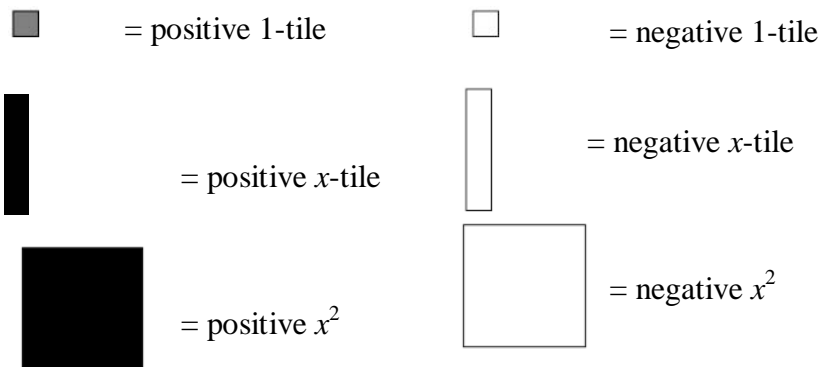 = positive 1-tile
= negative 1-tile
= positive x-tile
= negative x-tile
= positive x²
= negative x²